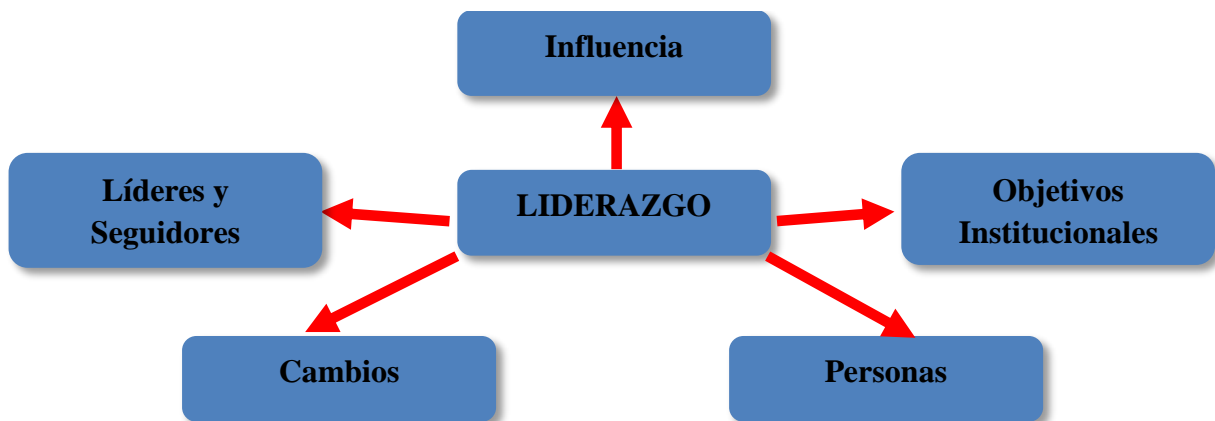 Influencia
Líderes y
Seguidores
LIDERAZGO
Objetivos
Institucionales
Cambios
Personas